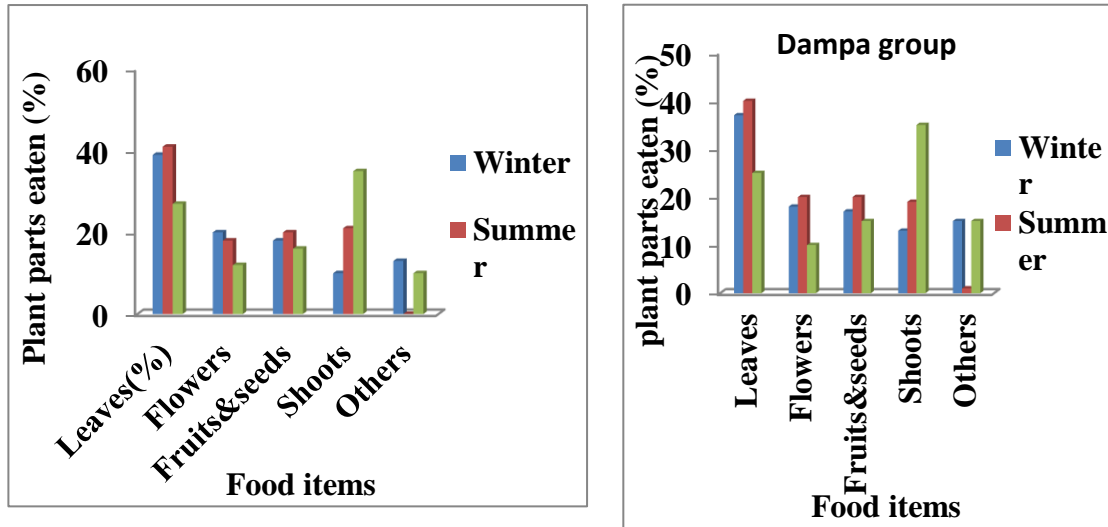 Plant parts eaten (%)
60
40
20
0
Leaves(%)
Flowers
Fruits&seeds
Shoots
Others
Food items
Winter
Summe
r
Dampa group
plant parts eaten (%)
50
40
30
20
10
0
Leaves
Flowers
Fruits&seeds
Shoots
Others
Food items
Winte
r
Summ
er